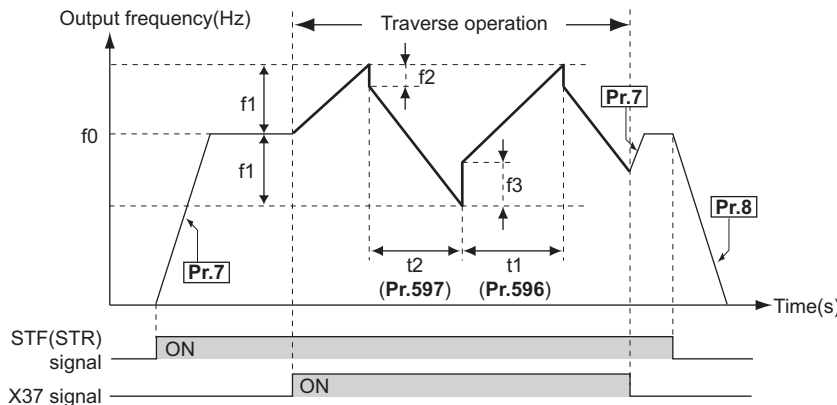 Output frequency(Hz)
Traverse operation
f1
f2
Pr.7
f0
f1
f3
Pr.8
Pr.7
t2
(Pr.597)
t1
(Pr.596)
Time(s)
STF(STR)
signal
ON
X37 signal
ON